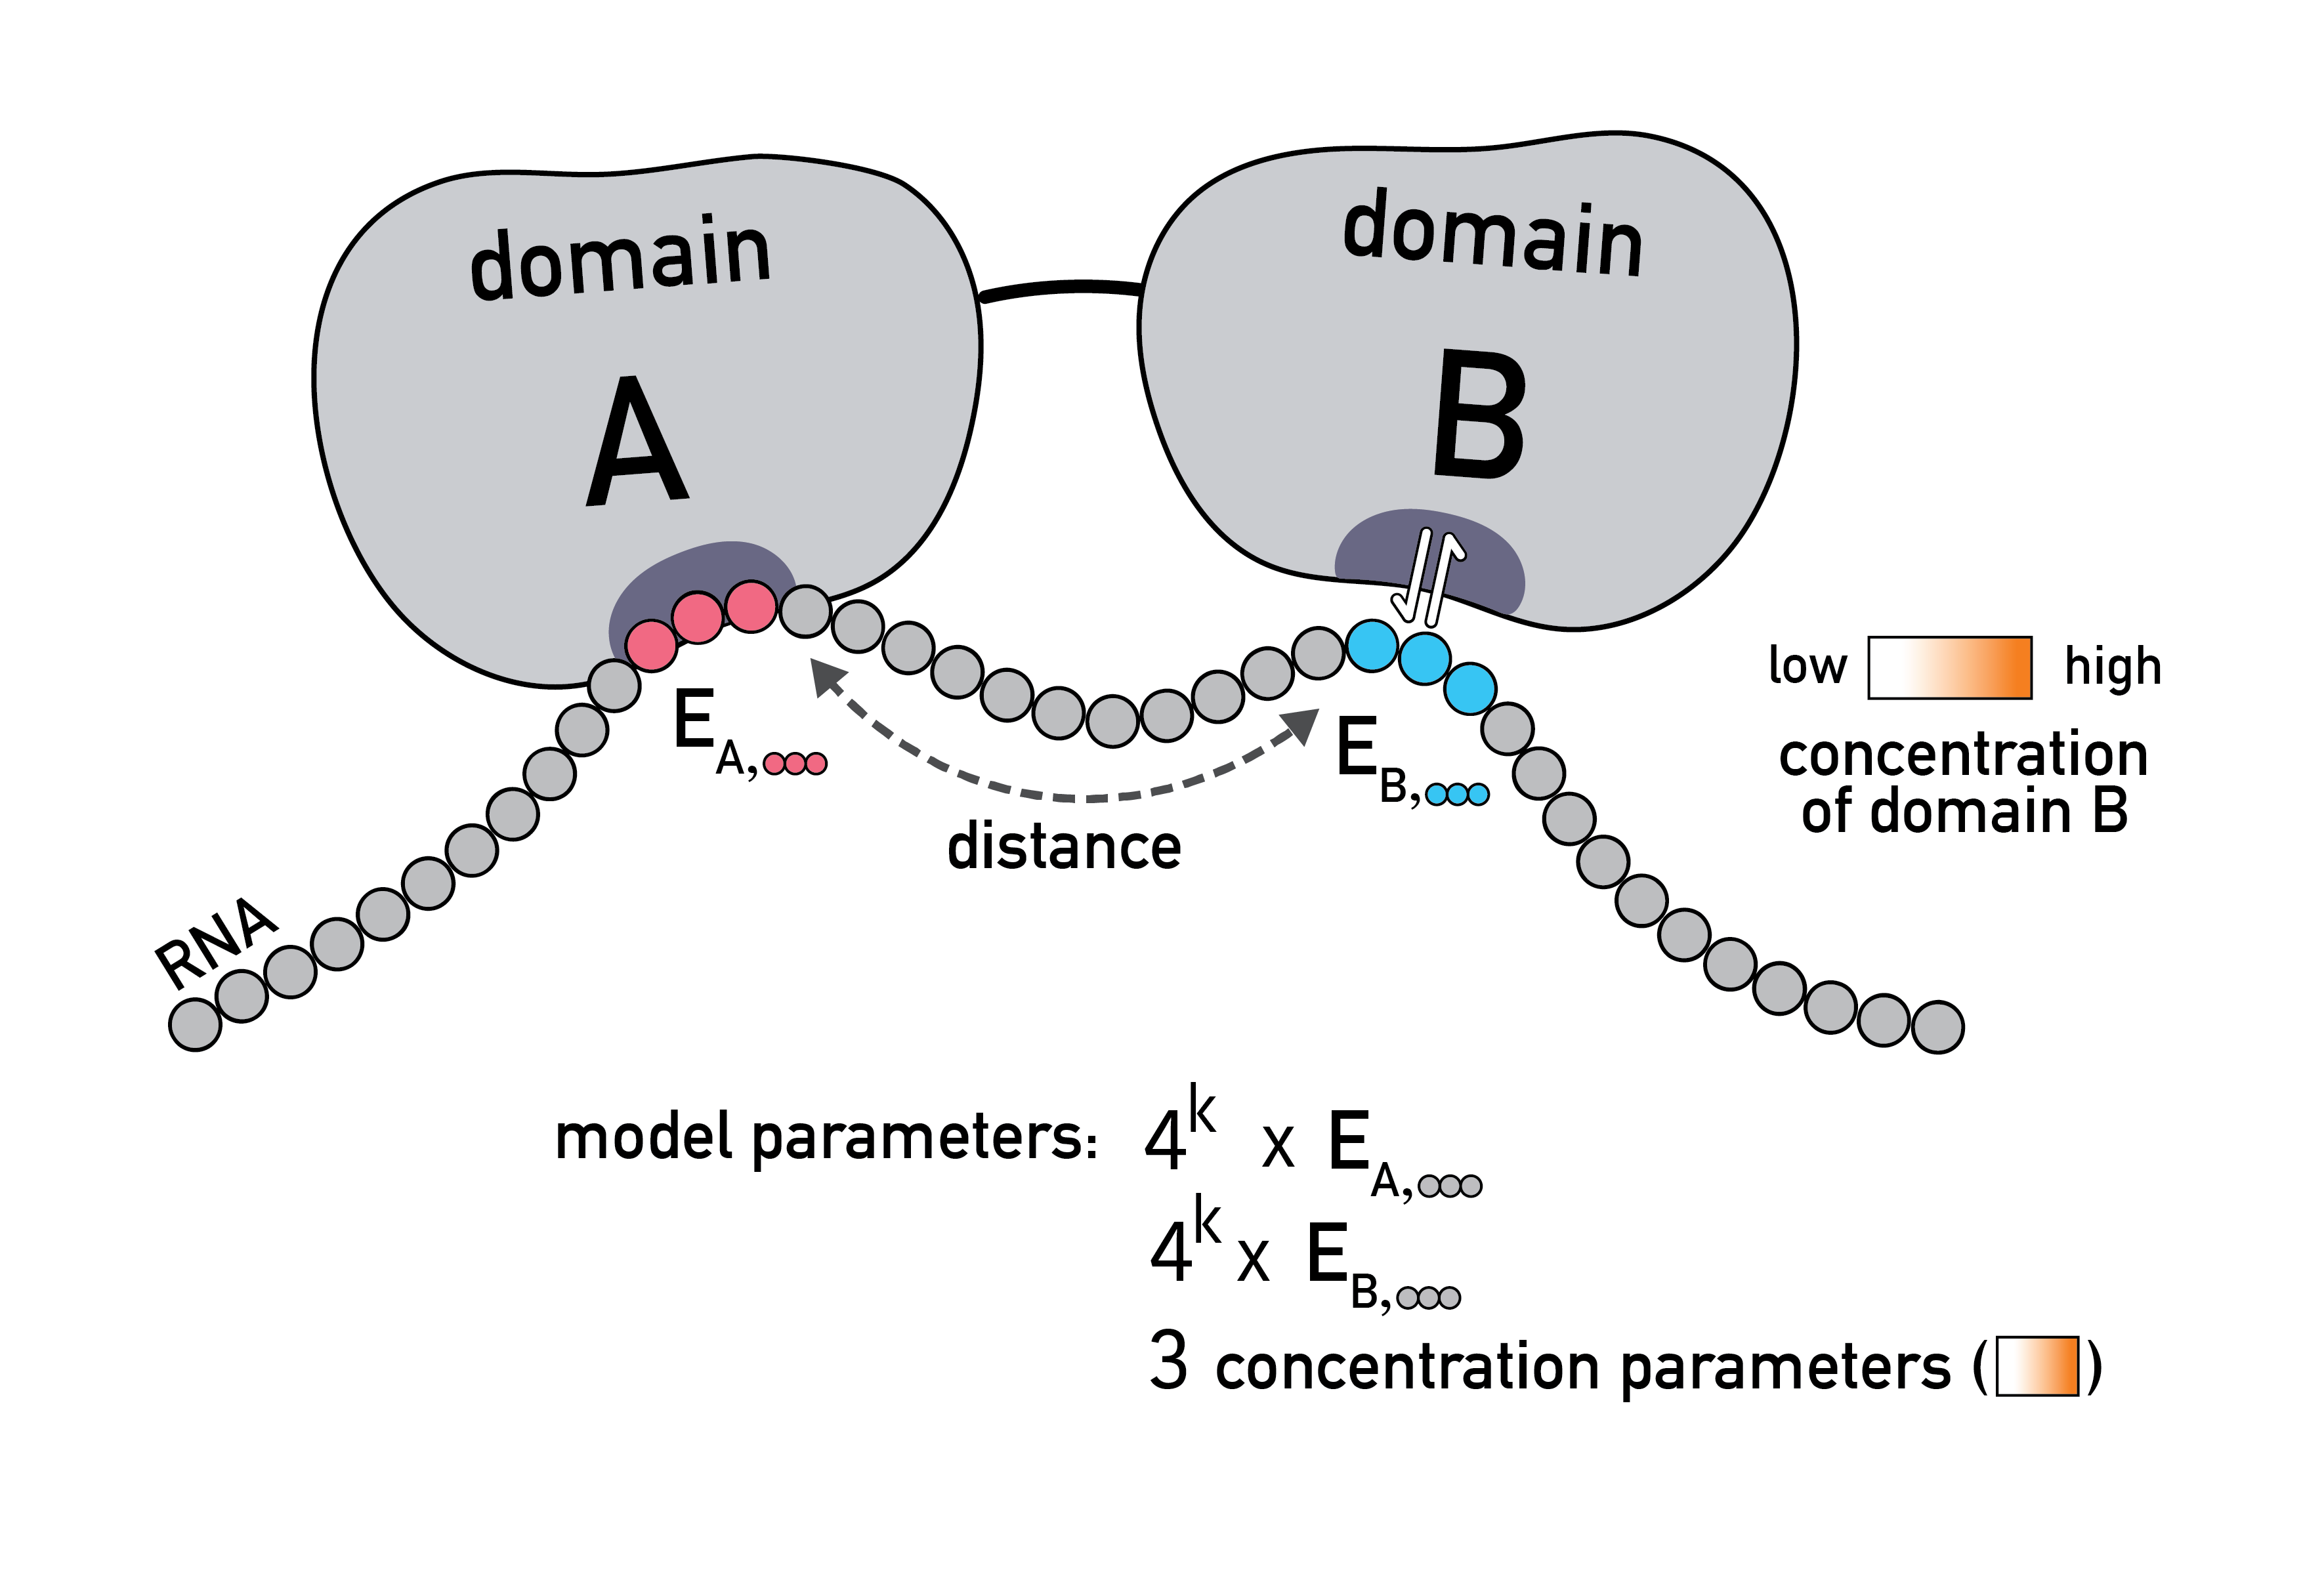 domain
A
domain
B
E A,
E B,
distance
RNA
low high
concentration
of domain B
model parameters: 4^k x E A,
4^k x E B,
3 concentration parameters ( )